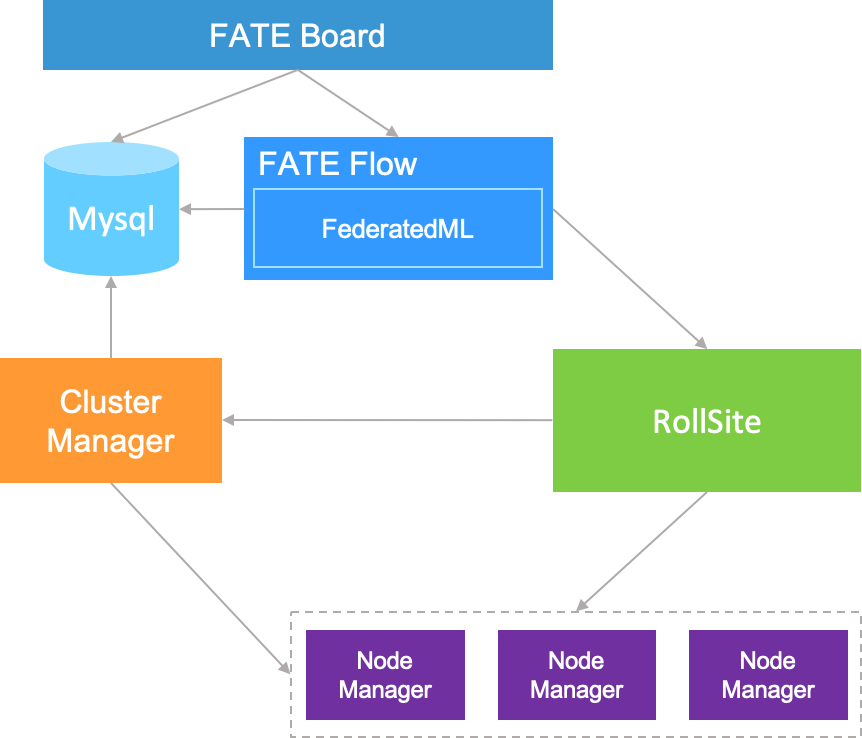 FATE Board
FATE Flow
Mysql
FederatedML
Cluster
Manager
RollSite
Node
Manager
Node
Manager
Node
Manager